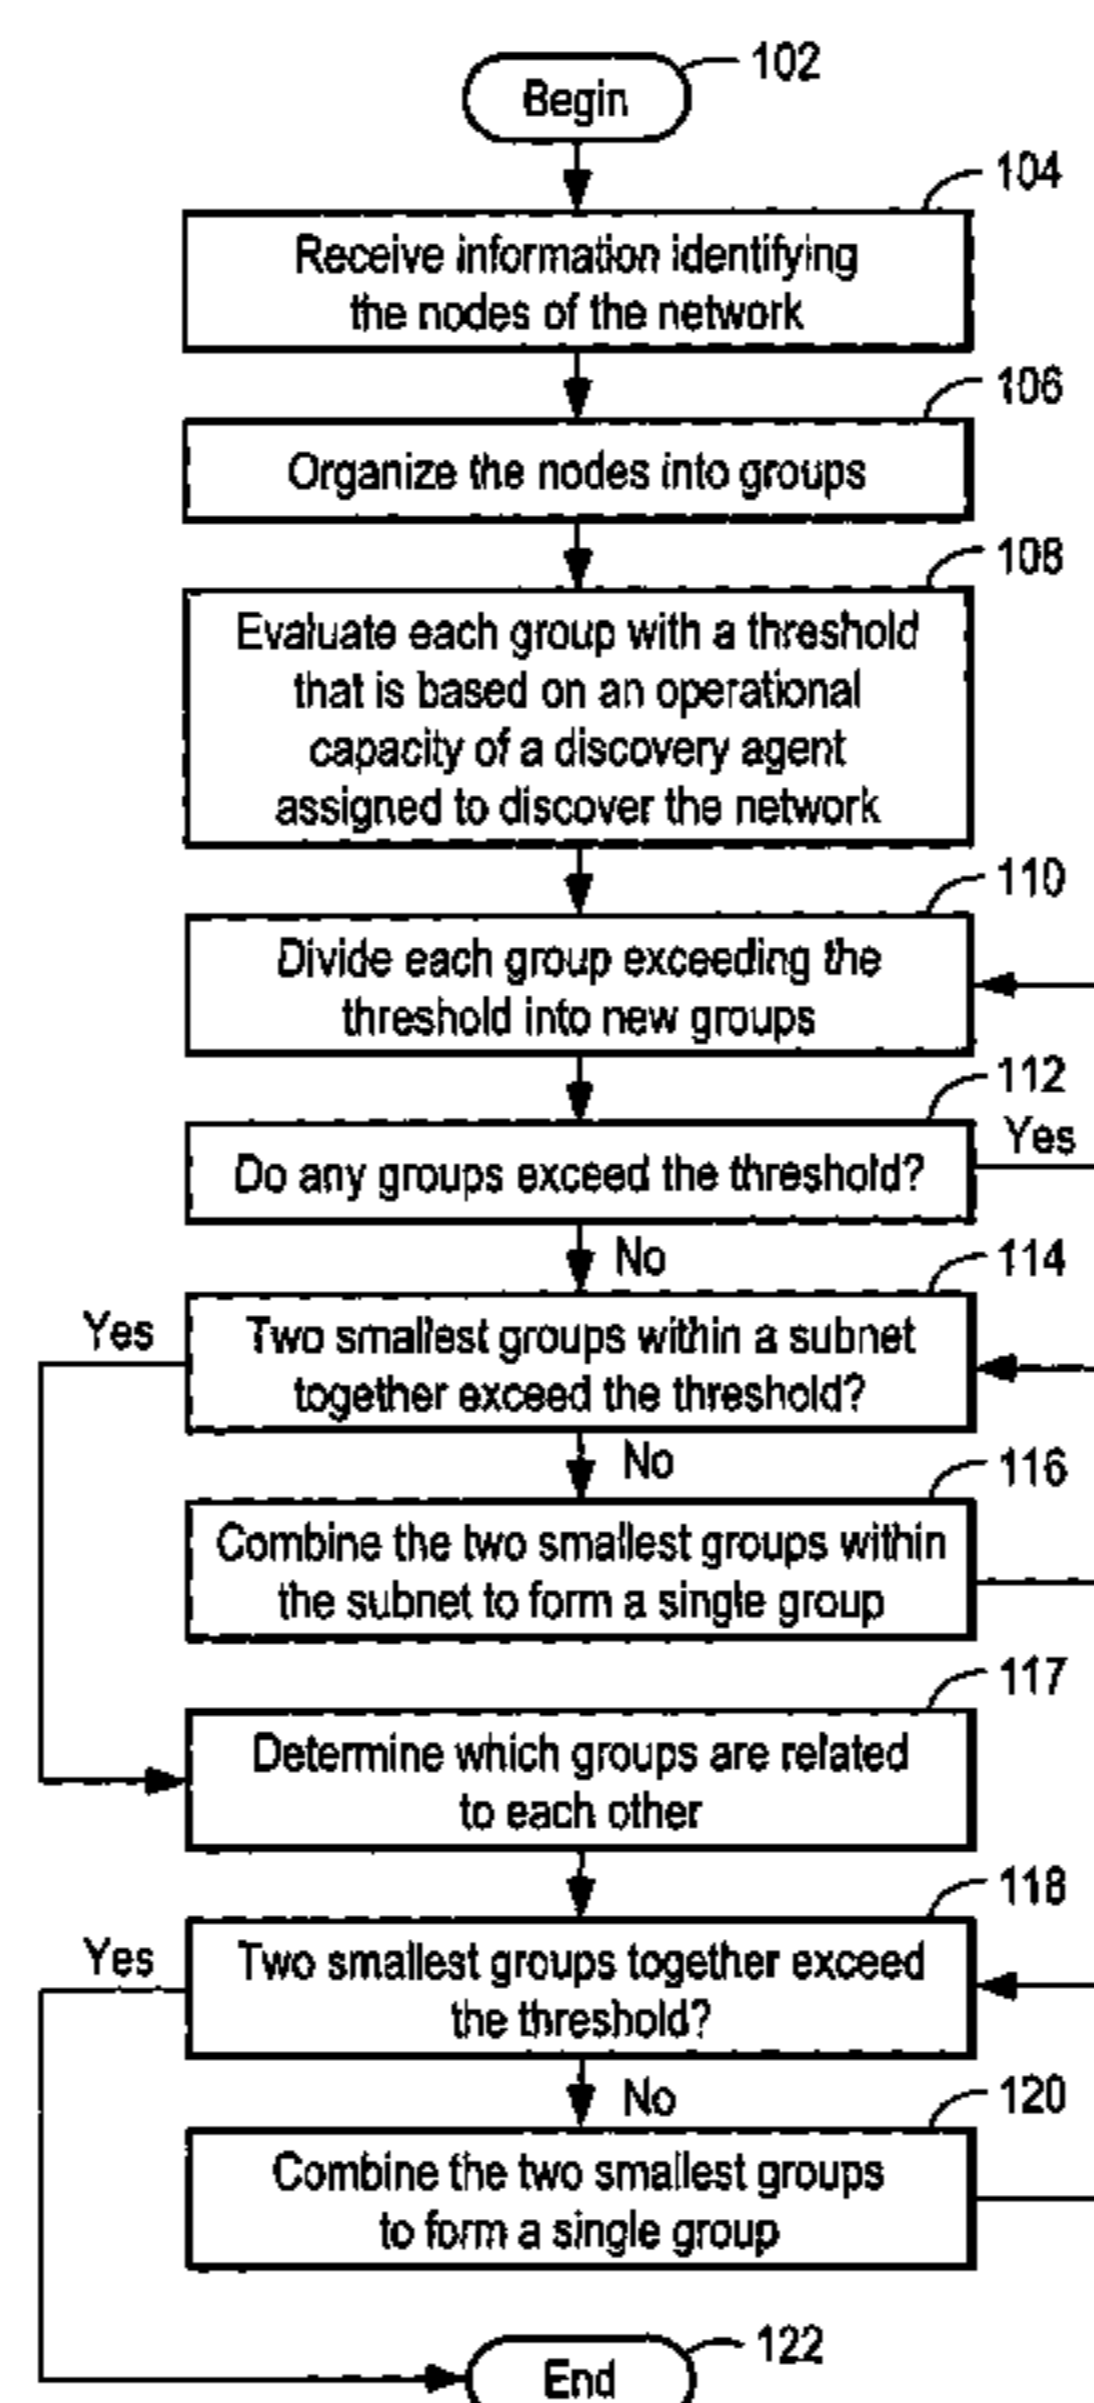 Begin
102
104
Receive information identifying
the nodes of the network
106
Organize the nodes into groups
108
Evaluate each group with a threshold
that is based on an operational
capacity of a discovery agent
assigned to discover the network
110
Divide each group exceeding the
threshold into new groups
112
Yes
Do any groups exceed the threshold?
No
114
Yes
Two smallest groups within a subnet
together exceed the threshold?
No
116
Combine the two smallest groups within
the subnet to form a single group
117
Determine which groups are related
to each other
118
Yes
Two smallest groups together exceed
the threshold?
No
120
Combine the two smallest groups
to form a single group
122
End